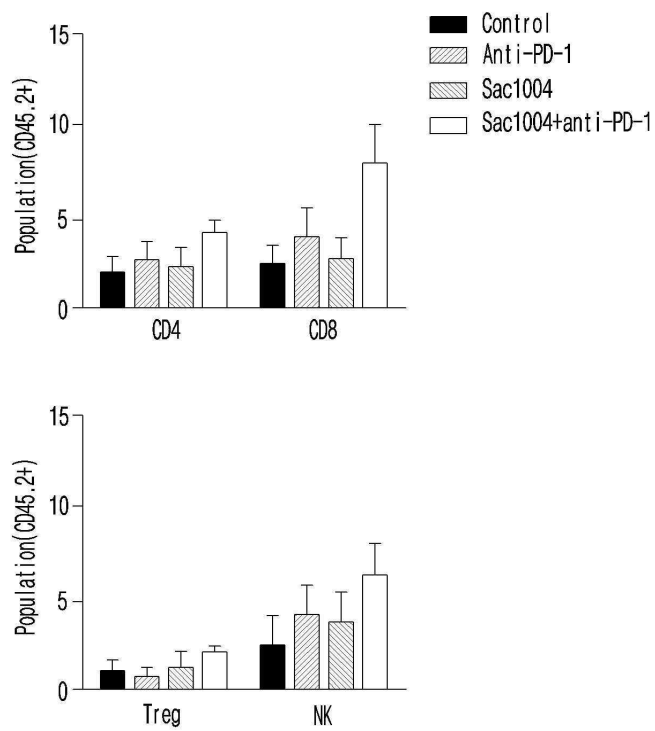 Control
Anti-PD-1
Sac1004
Sac1004+anti-PD-1
Population(CD45.2+)
15
10
5
0
CD4 CD8
Population(CD45.2+)
15
10
5
0
Treg NK